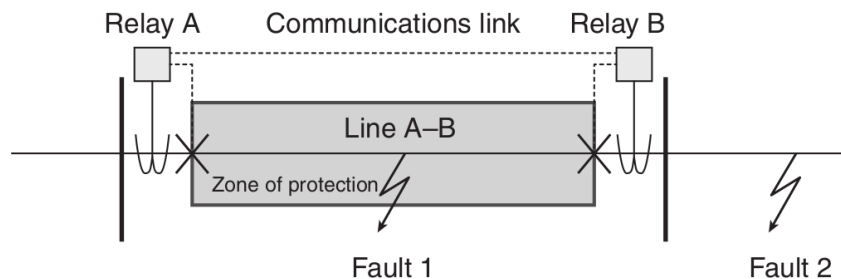 Relay A
Communications link
Relay B
Line A–B
Zone of protection
Fault 1
Fault 2